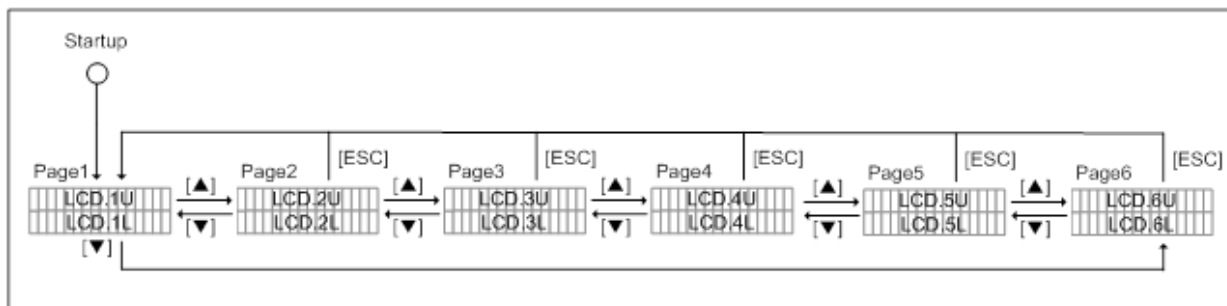 Startup
[ESC] [ESC] [ESC] [ESC] [ESC]
Page1 Page2 Page3 Page4 Page5 Page6
[▲] [▲] [▲] [▲] [▲]
LCD.1U LCD.2U LCD.3U LCD.4U LCD.5U LCD.6U
LCD.1L LCD.2L LCD.3L LCD.4L LCD.5L LCD.6L
[▼] [▼] [▼] [▼] [▼]
[▼]